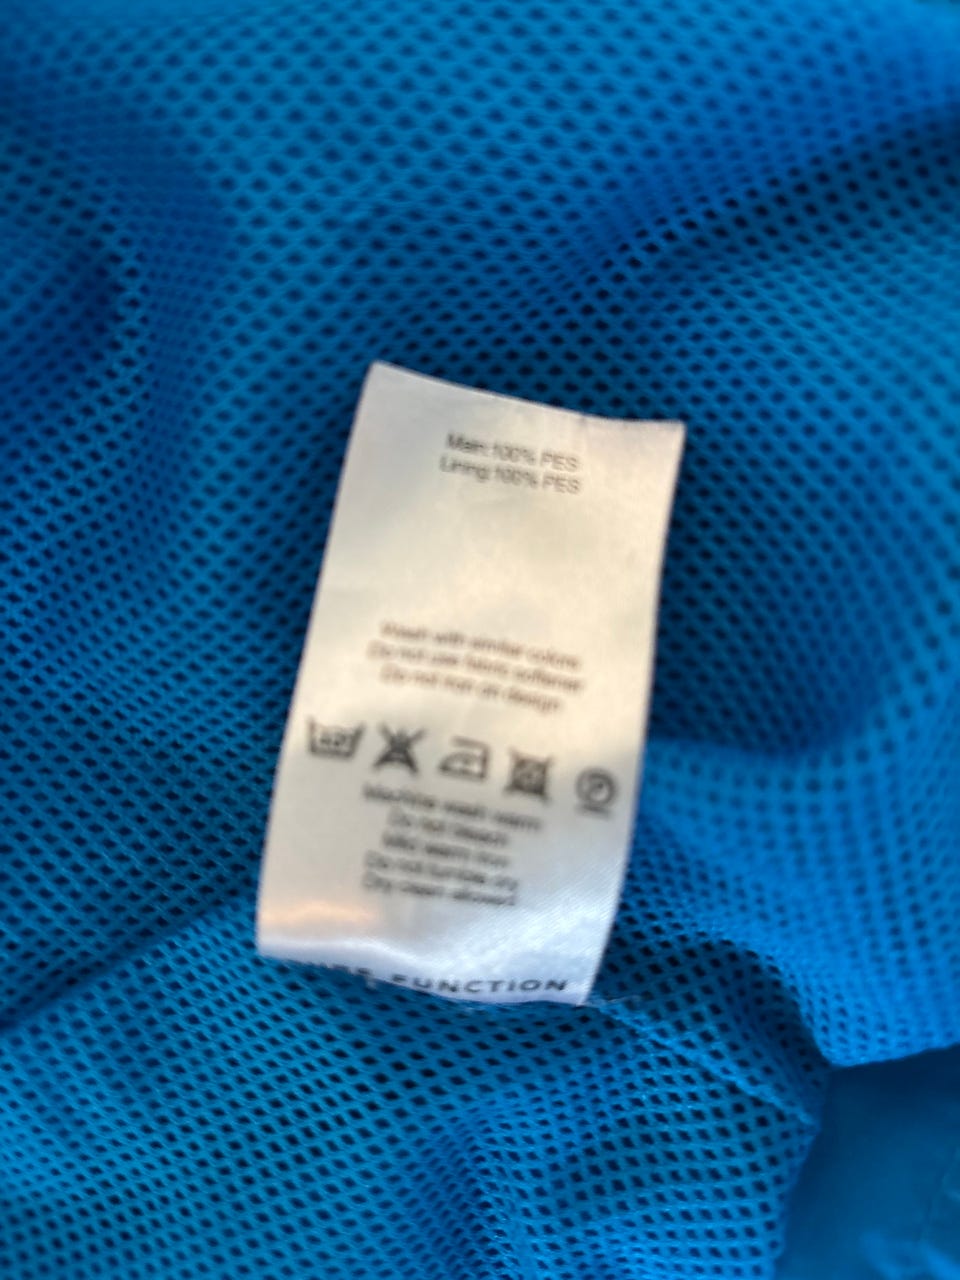 Main:100% PES
Lining:100% PES
Wash with similar colors
Do not use fabric softener
Do not iron on design
Machine wash warm
Do not bleach
Mild warm iron
Do not tumble dry
Dry clean allowed
FUNCTION